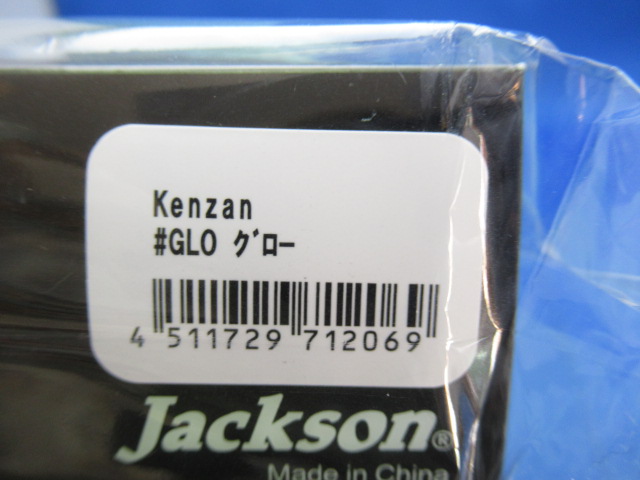 Kenzan
#GLO ｸﾞﾛｰ
4 511729 712069
Jackson®
Made in China